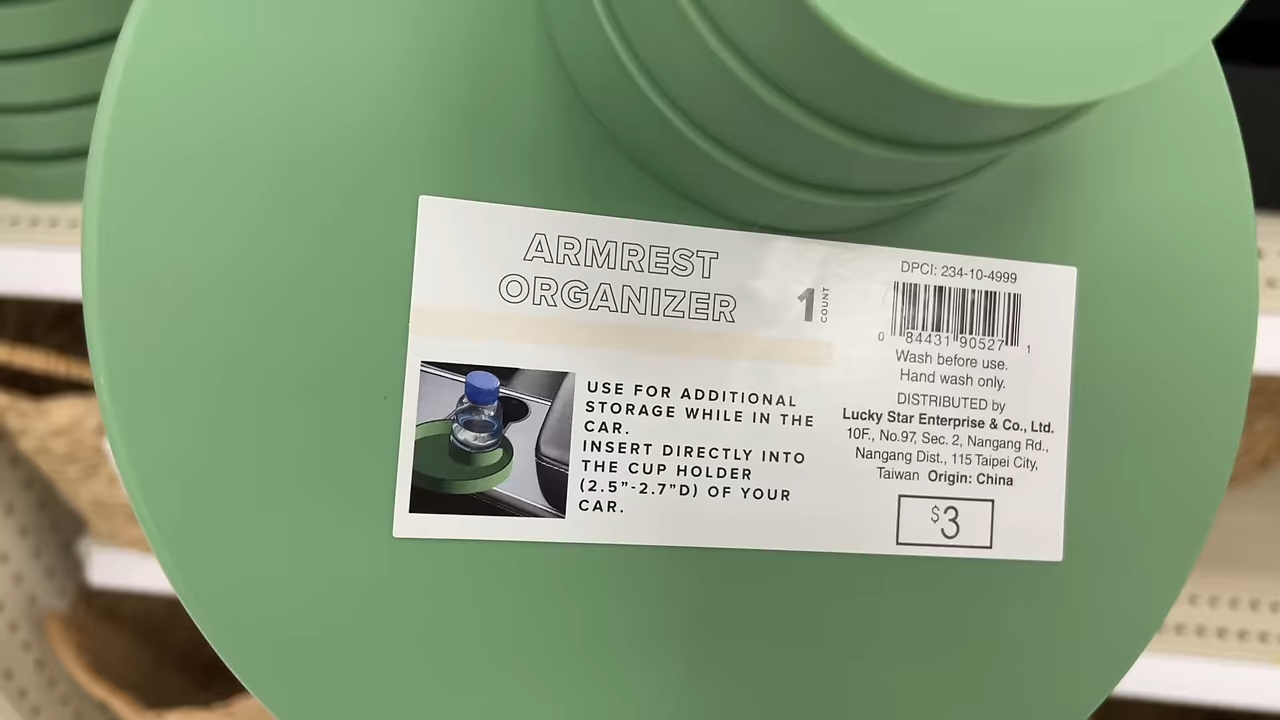 ARMREST
ORGANIZER
1 COUNT
USE FOR ADDITIONAL
STORAGE WHILE IN THE
CAR.
INSERT DIRECTLY INTO
THE CUP HOLDER
(2.5"-2.7"D) OF YOUR
CAR.
DPCI: 234-10-4999
0 84431 90527 1
Wash before use.
Hand wash only.
DISTRIBUTED by
Lucky Star Enterprise & Co., Ltd.
10F., No.97, Sec. 2, Nangang Rd.,
Nangang Dist., 115 Taipei City,
Taiwan Origin: China
$3